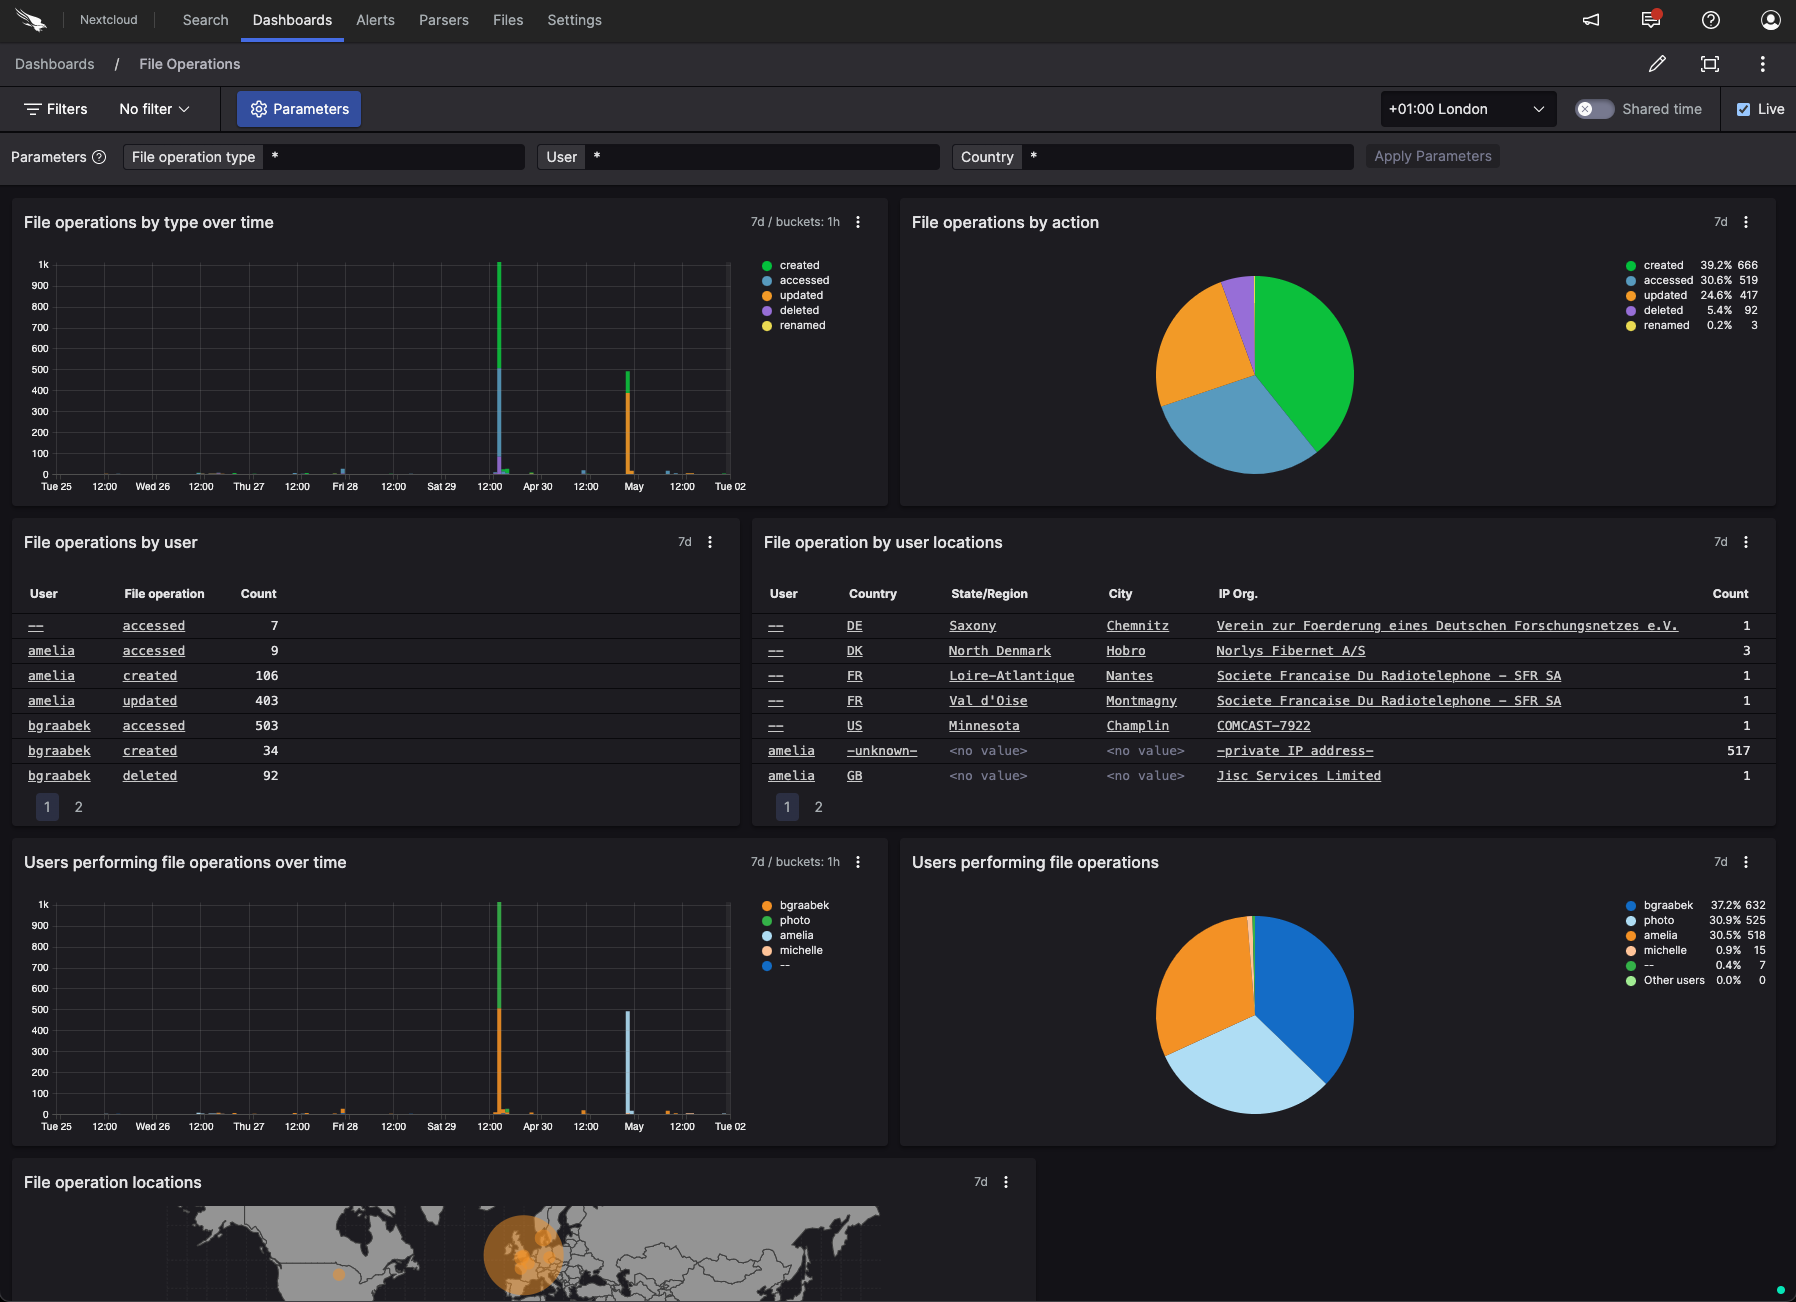 Nextcloud Search Dashboards Alerts Parsers Files Settings
Dashboards / File Operations
Filters No filter Parameters +01:00 London Shared time Live
Parameters File operation type * User * Country * Apply Parameters
File operations by type over time 7d / buckets: 1h
1k
900
800
700
600
500
400
300
200
100
0
Tue 25 12:00 Wed 26 12:00 Thu 27 12:00 Fri 28 12:00 Sat 29 12:00 Apr 30 12:00 May 12:00 Tue 02
created
accessed
updated
deleted
renamed
File operations by action 7d
created 39.2% 666
accessed 30.6% 519
updated 24.6% 417
deleted 5.4% 92
renamed 0.2% 3
File operations by user 7d
User File operation Count
-- accessed 7
amelia accessed 9
amelia created 106
amelia updated 403
bgraabek accessed 503
bgraabek created 34
bgraabek deleted 92
1 2
File operation by user locations 7d
User Country State/Region City IP Org. Count
-- DE Saxony Chemnitz Verein zur Foerderung eines Deutschen Forschungsnetzes e.V. 1
-- DK North Denmark Hobro Norlys Fibernet A/S 3
-- FR Loire-Atlantique Nantes Societe Francaise Du Radiotelephone - SFR SA 1
-- FR Val d'Oise Montmagny Societe Francaise Du Radiotelephone - SFR SA 1
-- US Minnesota Champlin COMCAST-7922 1
amelia -unknown- <no value> <no value> -private IP address- 517
amelia GB <no value> <no value> Jisc Services Limited 1
1 2
Users performing file operations over time 7d / buckets: 1h
1k
900
800
700
600
500
400
300
200
100
0
Tue 25 12:00 Wed 26 12:00 Thu 27 12:00 Fri 28 12:00 Sat 29 12:00 Apr 30 12:00 May 12:00 Tue 02
bgraabek
photo
amelia
michelle
--
Users performing file operations 7d
bgraabek 37.2% 632
photo 30.9% 525
amelia 30.5% 518
michelle 0.9% 15
-- 0.4% 7
Other users 0.0% 0
File operation locations 7d